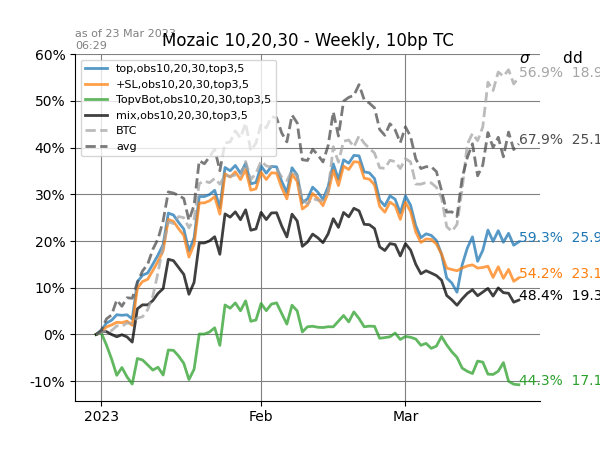 as of 23 Mar 2023
06:29
Mozaic 10,20,30 - Weekly, 10bp TC
σ dd
60%
50%
40%
30%
20%
10%
0%
-10%
top,obs10,20,30,top3,5
+SL,obs10,20,30,top3,5
TopvBot,obs10,20,30,top3,5
mix,obs10,20,30,top3,5
BTC
avg
56.9% 18.9
67.9% 25.1
59.3% 25.9
54.2% 23.1
48.4% 19.3
44.3% 17.1
2023 Feb Mar